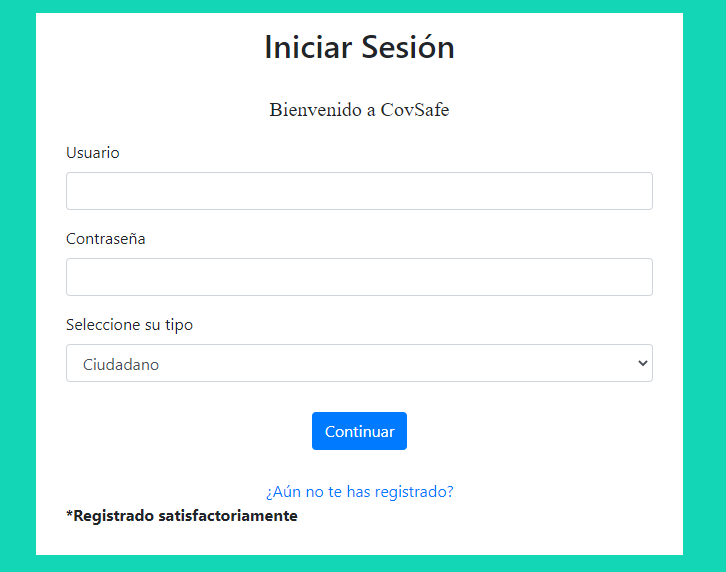 Iniciar Sesión
Bienvenido a CovSafe
Usuario
Contraseña
Seleccione su tipo
Ciudadano
Continuar
¿Aún no te has registrado?
*Registrado satisfactoriamente